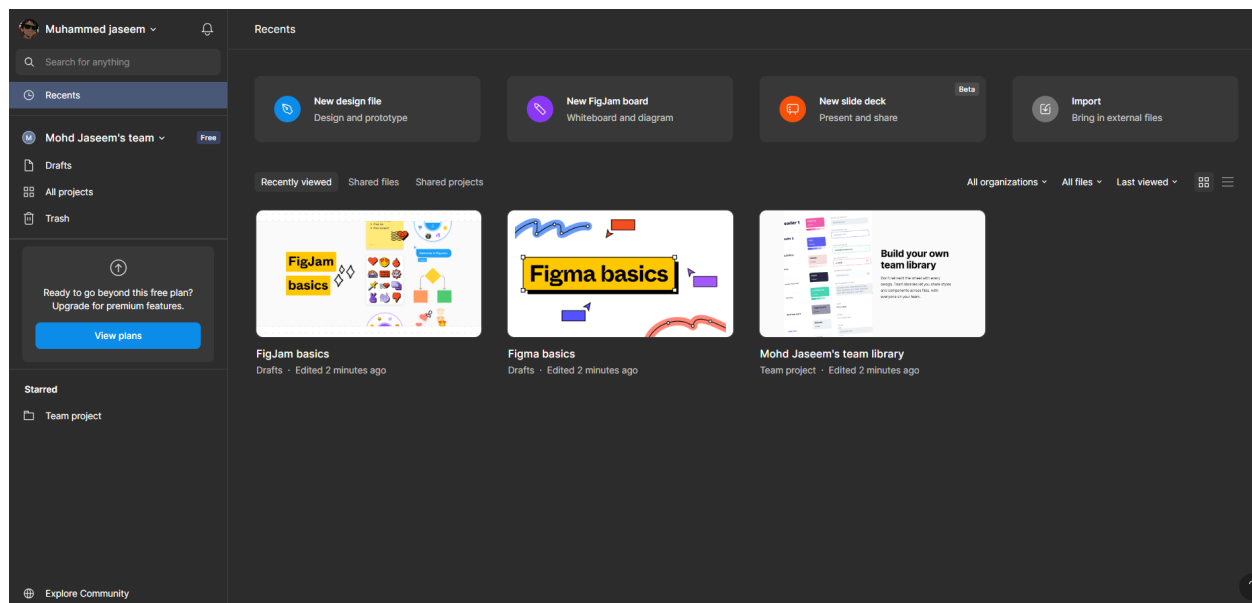 Muhammed jaseem
Search for anything
Recents
Mohd Jaseem's team
Free
Drafts
All projects
Trash
Ready to go beyond this free plan?
Upgrade for premium features.
View plans
Starred
Team project
Explore Community
Recents
New design file
Design and prototype
New FigJam board
Whiteboard and diagram
Beta
New slide deck
Present and share
Import
Bring in external files
Recently viewed Shared files Shared projects
All organizations All files Last viewed
FigJam
basics
Figma basics
Build your own
team library
FigJam basics
Drafts · Edited 2 minutes ago
Figma basics
Drafts · Edited 2 minutes ago
Mohd Jaseem's team library
Team project · Edited 2 minutes ago